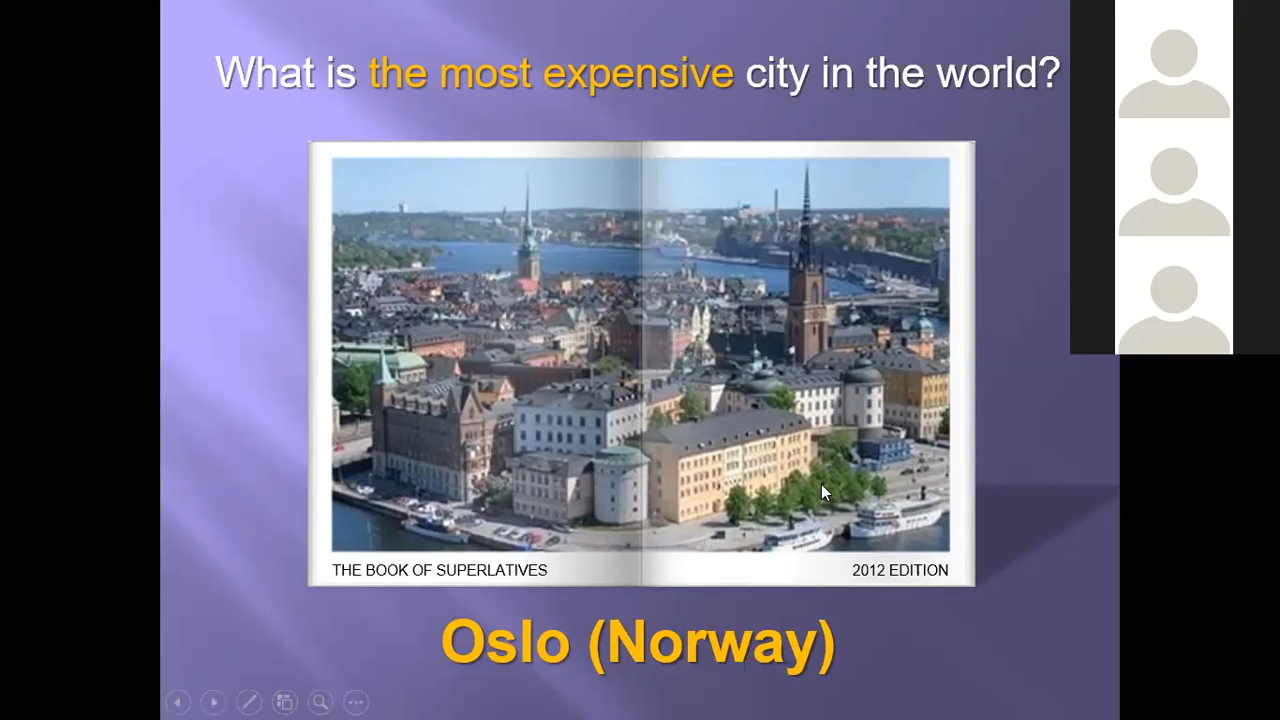 What is the most expensive city in the world?
THE BOOK OF SUPERLATIVES
2012 EDITION
Oslo (Norway)